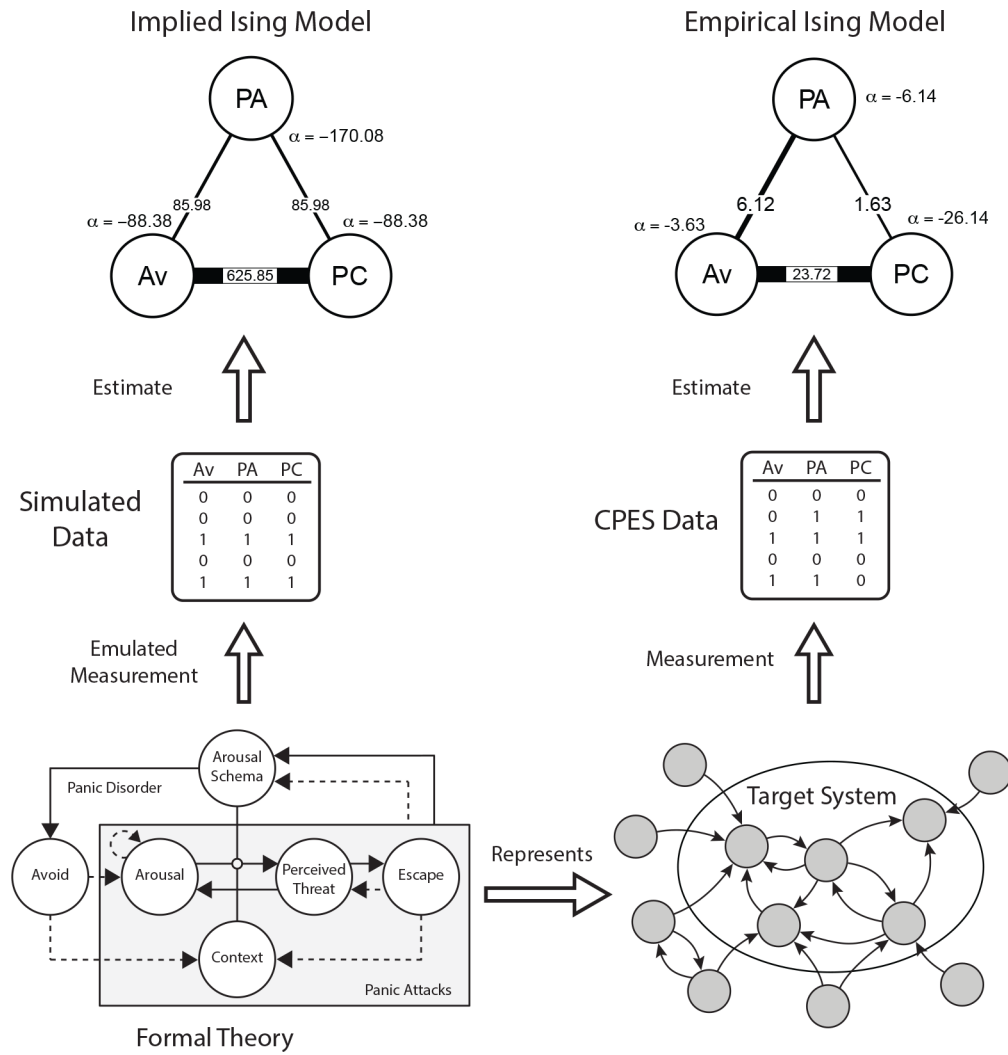 Implied Ising Model
PA
α = −170.08
85.98
85.98
α = −88.38
α = −88.38
Av
625.85
PC
Estimate
Simulated
Data
Av PA PC
0 0 0
0 0 0
1 1 1
0 0 0
1 1 1
Emulated
Measurement
Arousal
Schema
Panic Disorder
Avoid
Arousal
Perceived
Threat
Escape
Context
Panic Attacks
Formal Theory
Represents
Empirical Ising Model
PA
α = -6.14
6.12
1.63
α = -3.63
α = -26.14
Av
23.72
PC
Estimate
CPES Data
Av PA PC
0 0 0
0 1 1
1 1 1
0 0 0
1 1 0
Measurement
Target System